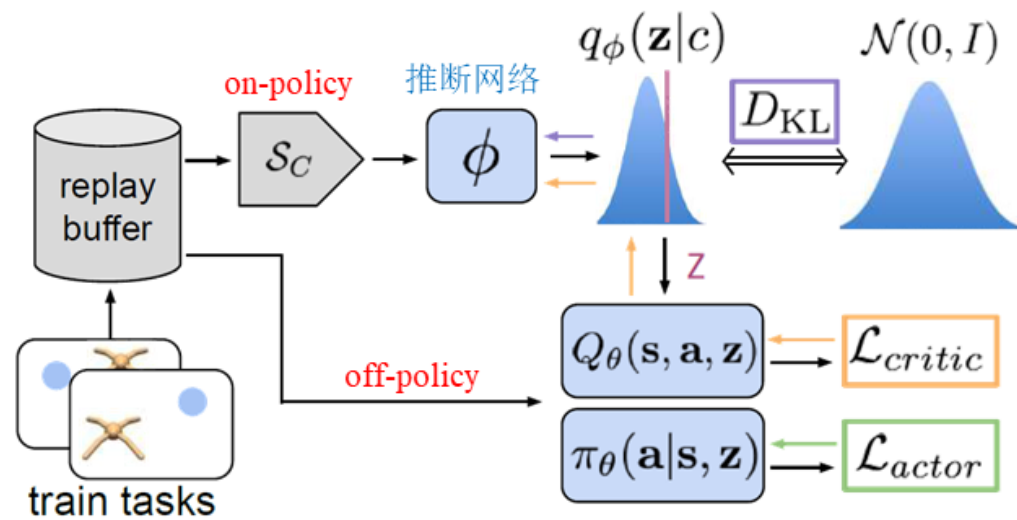 on-policy
推断网络
q_ϕ(z|c)
N(0, I)
replay
buffer
S_C
ϕ
D_KL
z
off-policy
Q_θ(s, a, z)
L_critic
π_θ(a|s, z)
L_actor
train tasks